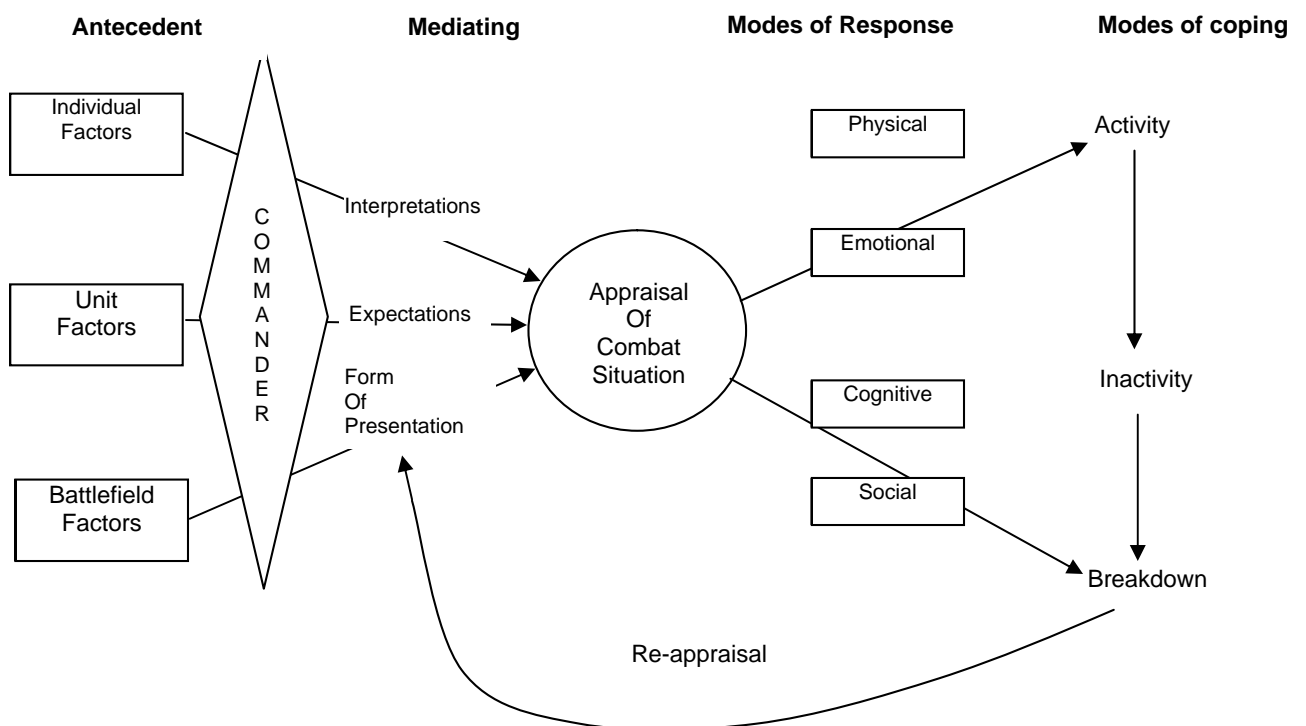 Antecedent
Mediating
Modes of Response
Modes of coping
Individual
Factors
Unit
Factors
Battlefield
Factors
C
O
M
M
A
N
D
E
R
Interpretations
Expectations
Form
Of
Presentation
Appraisal
Of
Combat
Situation
Physical
Emotional
Cognitive
Social
Activity
Inactivity
Breakdown
Re-appraisal